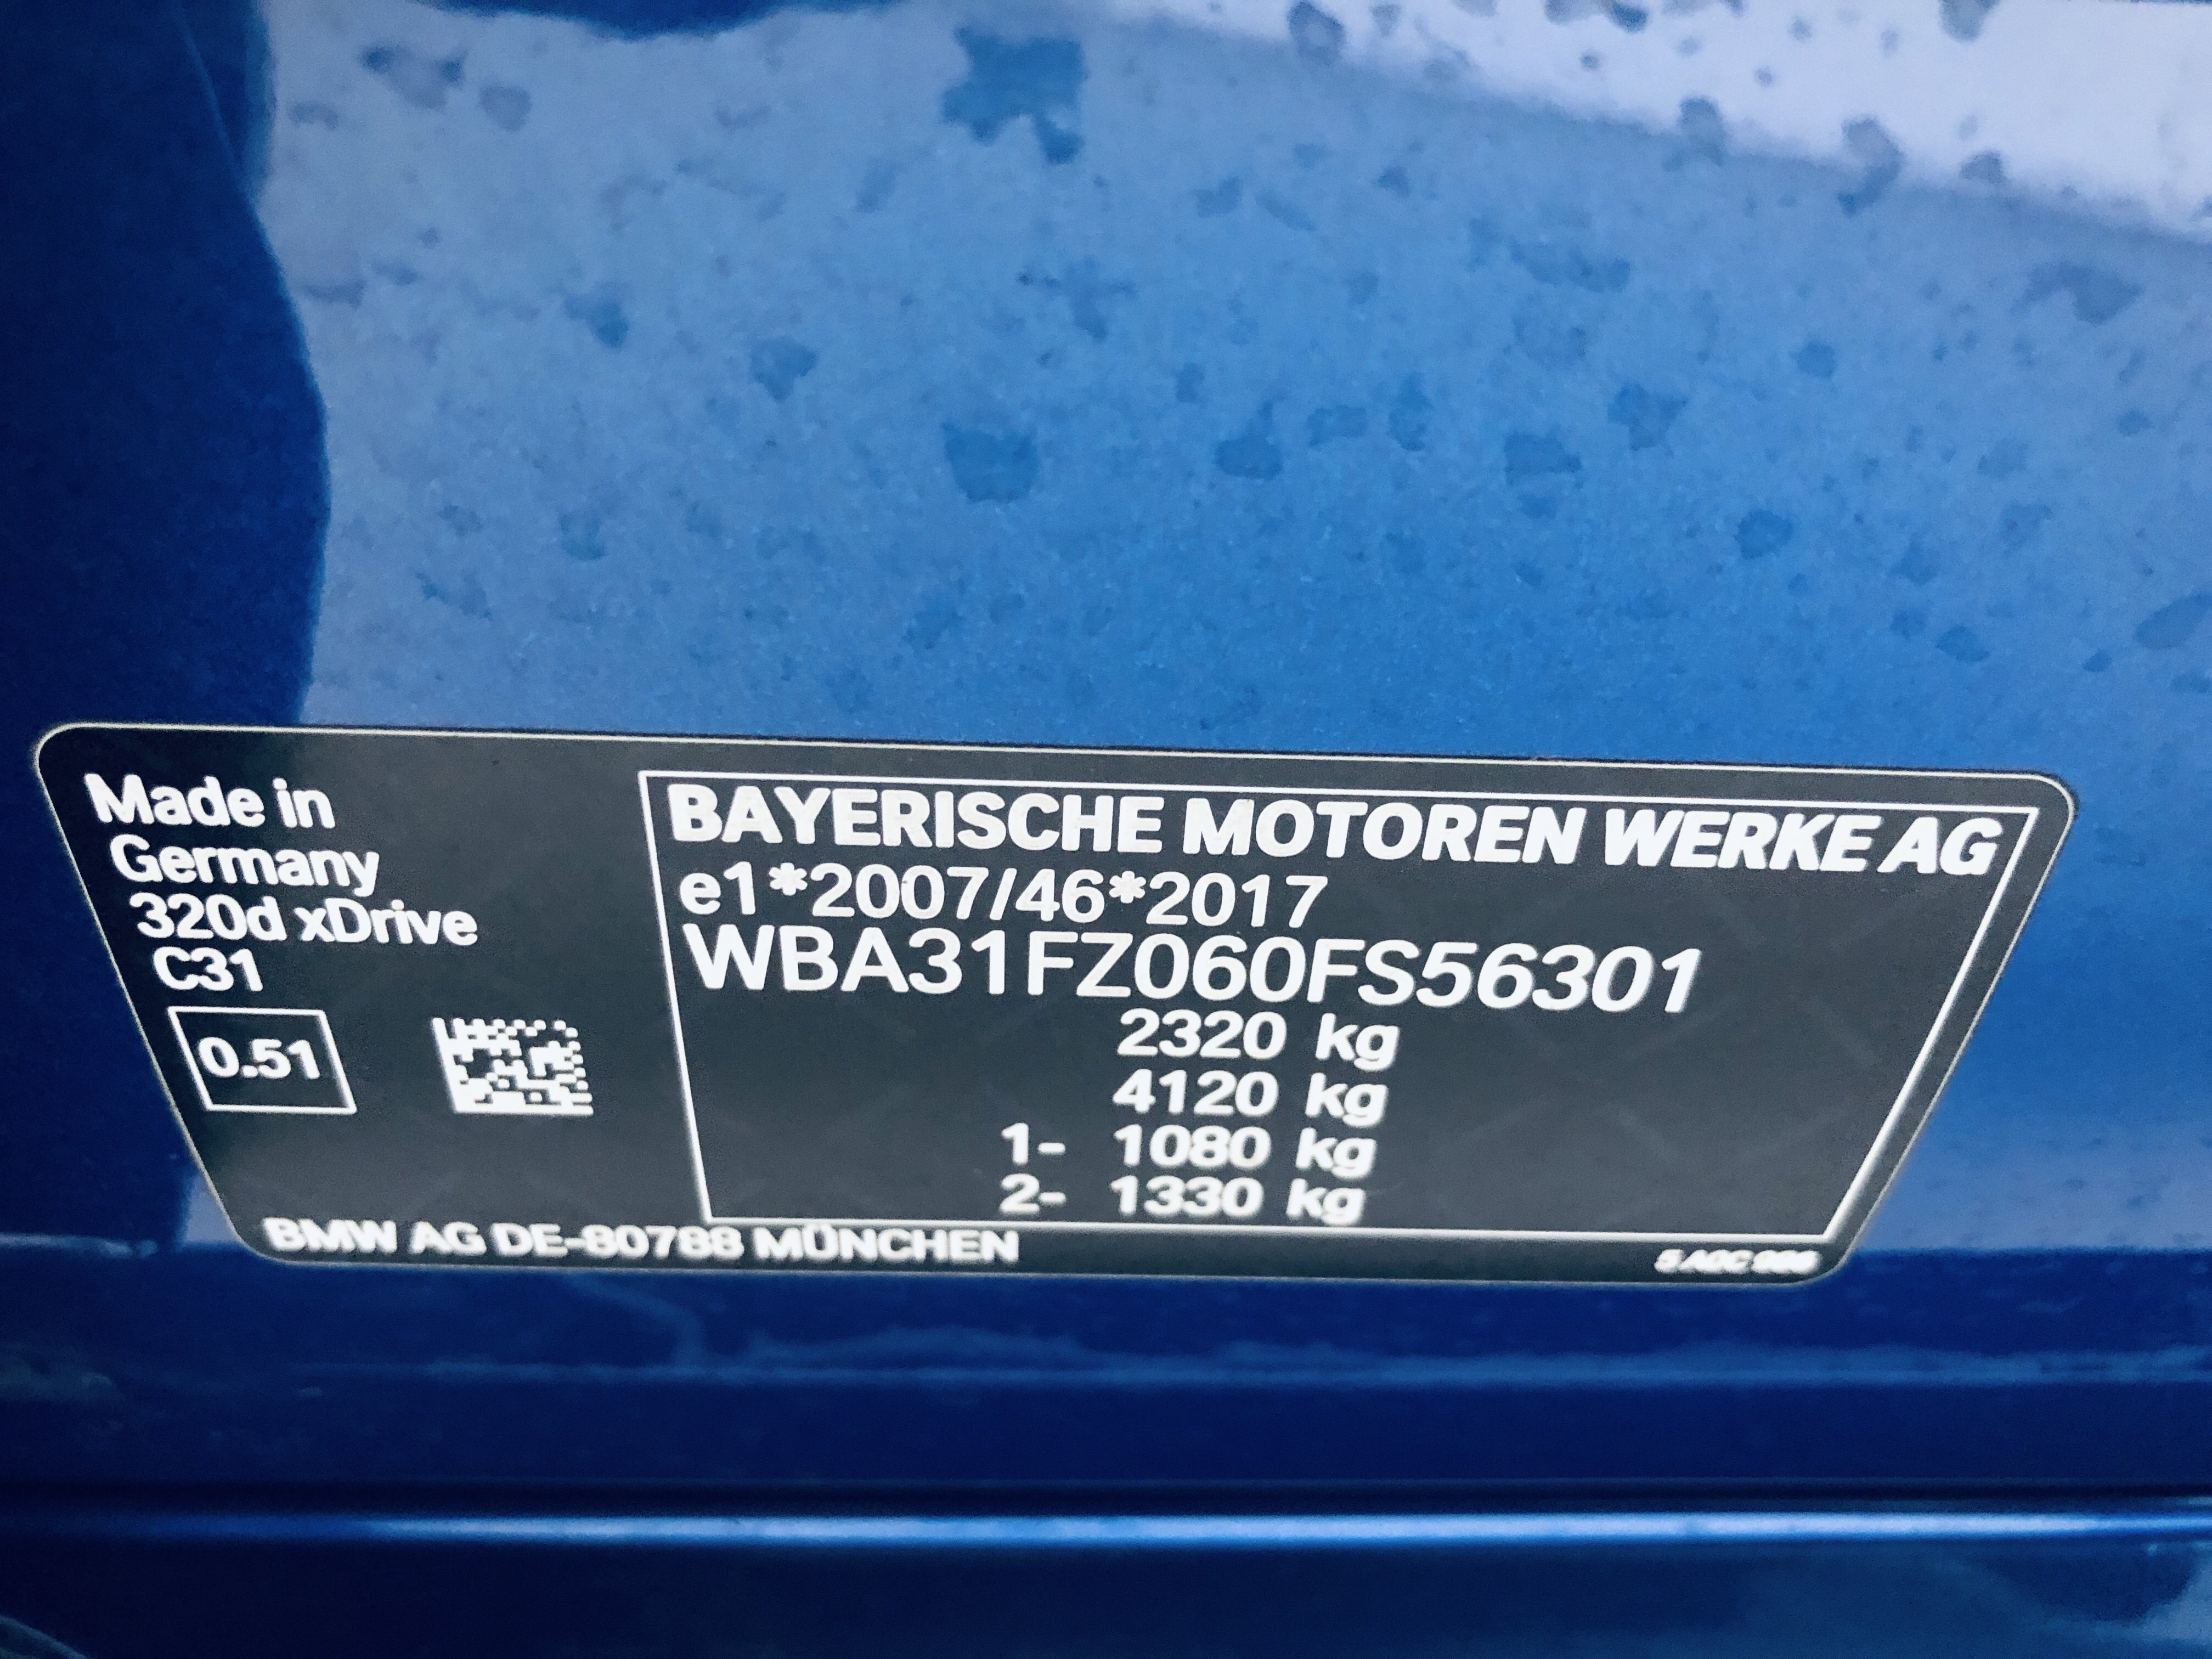 Made in
Germany
320d xDrive
C31
0.51
BAYERISCHE MOTOREN WERKE AG
e1*2007/46*2017
WBA31FZ060FS56301
2320 kg
4120 kg
1- 1080 kg
2- 1330 kg
BMW AG DE-80788 MÜNCHEN